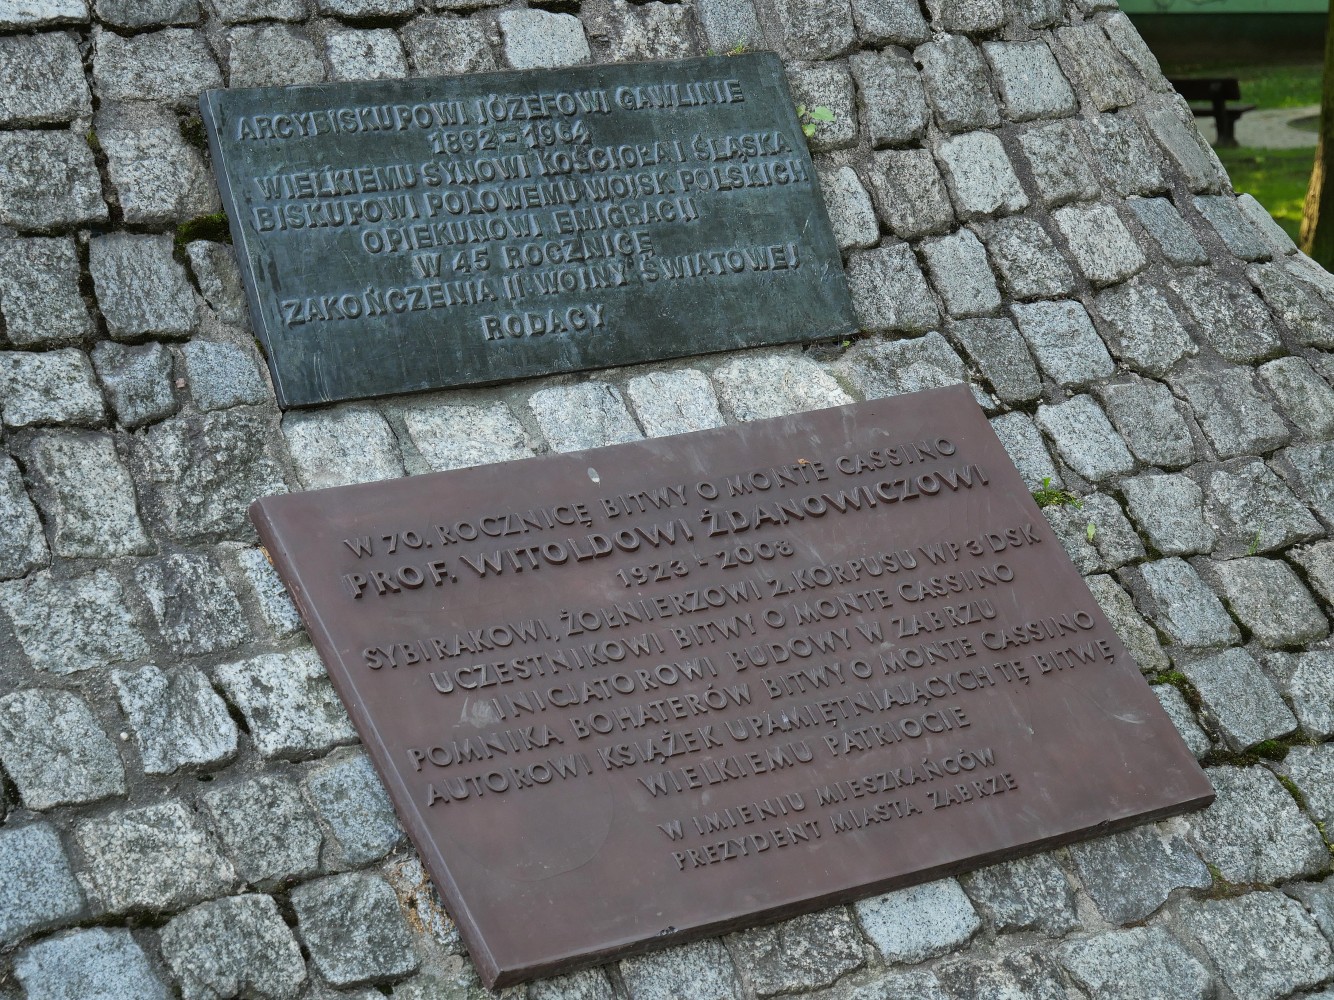 ARCYBISKUPOWI JÓZEFOWI GAWLINIE
1892 - 1964
WIELKIEMU SYNOWI KOŚCIOŁA I ŚLĄSKA
BISKUPOWI POLOWEMU WOJSK POLSKICH
OPIEKUNOWI EMIGRACJI
W 45 ROCZNICĘ
ZAKOŃCZENIA II WOJNY ŚWIATOWEJ
RODACY
W 70. ROCZNICĘ BITWY O MONTE CASSINO
PROF. WITOLDOWI ŻDANOWICZOWI
1923 - 2008
SYBIRAKOWI, ŻOŁNIERZOWI 2. KORPUSU WP 3 DSK
UCZESTNIKOWI BITWY O MONTE CASSINO
INICJATOROWI BUDOWY W ZABRZU
POMNIKA BOHATERÓW BITWY O MONTE CASSINO
AUTOROWI KSIĄŻEK UPAMIĘTNIAJĄCYCH TĘ BITWĘ
WIELKIEMU PATRIOCIE
W IMIENIU MIESZKAŃCÓW
PREZYDENT MIASTA ZABRZE